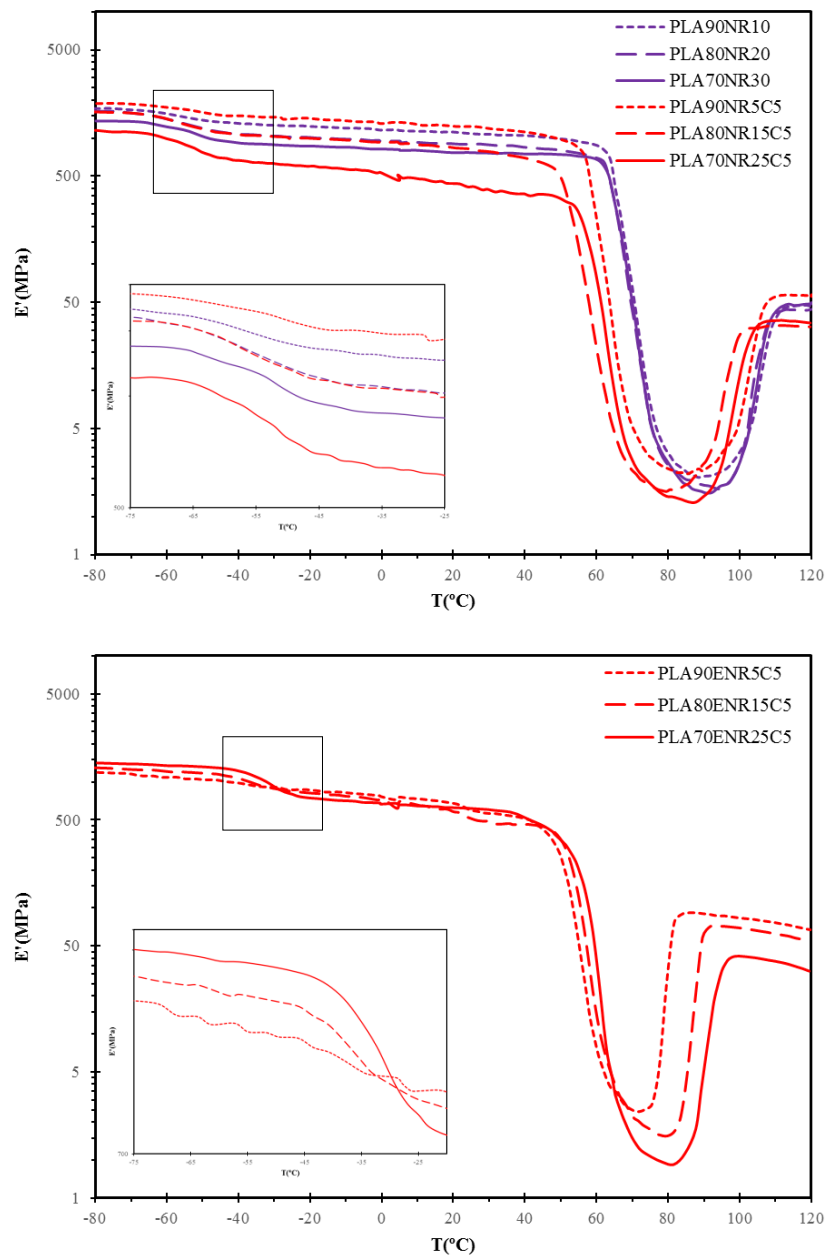 5000
500
50
5
1
E'(MPa)
PLA90NR10
PLA80NR20
PLA70NR30
PLA90NR5C5
PLA80NR15C5
PLA70NR25C5
E'(MPa)
500
-75 -65 -55 -45 -35 -25
T(°C)
-80 -60 -40 -20 0 20 40 60 80 100 120
T(ºC)
5000
500
50
5
1
E'(MPa)
PLA90ENR5C5
PLA80ENR15C5
PLA70ENR25C5
E'(MPa)
700
-75 -65 -55 -45 -35 -25
T(°C)
-80 -60 -40 -20 0 20 40 60 80 100 120
T(ºC)